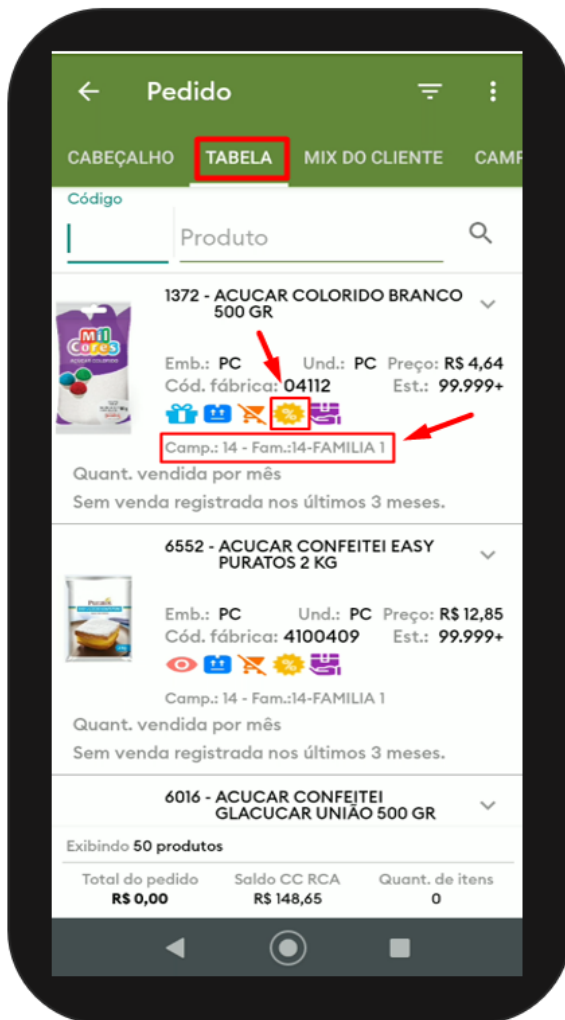 Pedido
CABEÇALHO TABELA MIX DO CLIENTE CAMP
Código
Produto
1372 - ACUCAR COLORIDO BRANCO
500 GR
Mil
Cores
AÇÚCAR COLORIDO
Emb.: PC Und.: PC Preço: R$ 4,64
Cód. fábrica: 04112 Est.: 99.999+
Camp.: 14 - Fam.:14-FAMILIA 1
Quant. vendida por mês
Sem venda registrada nos últimos 3 meses.
6552 - ACUCAR CONFEITEI EASY
PURATOS 2 KG
Puratos
Emb.: PC Und.: PC Preço: R$ 12,85
Cód. fábrica: 4100409 Est.: 99.999+
%
Camp.: 14 - Fam.:14-FAMILIA 1
Quant. vendida por mês
Sem venda registrada nos últimos 3 meses.
6016 - ACUCAR CONFEITEI
GLACUCAR UNIÃO 500 GR
Exibindo 50 produtos
Total do pedido Saldo CC RCA Quant. de itens
R$ 0,00 R$ 148,65 0